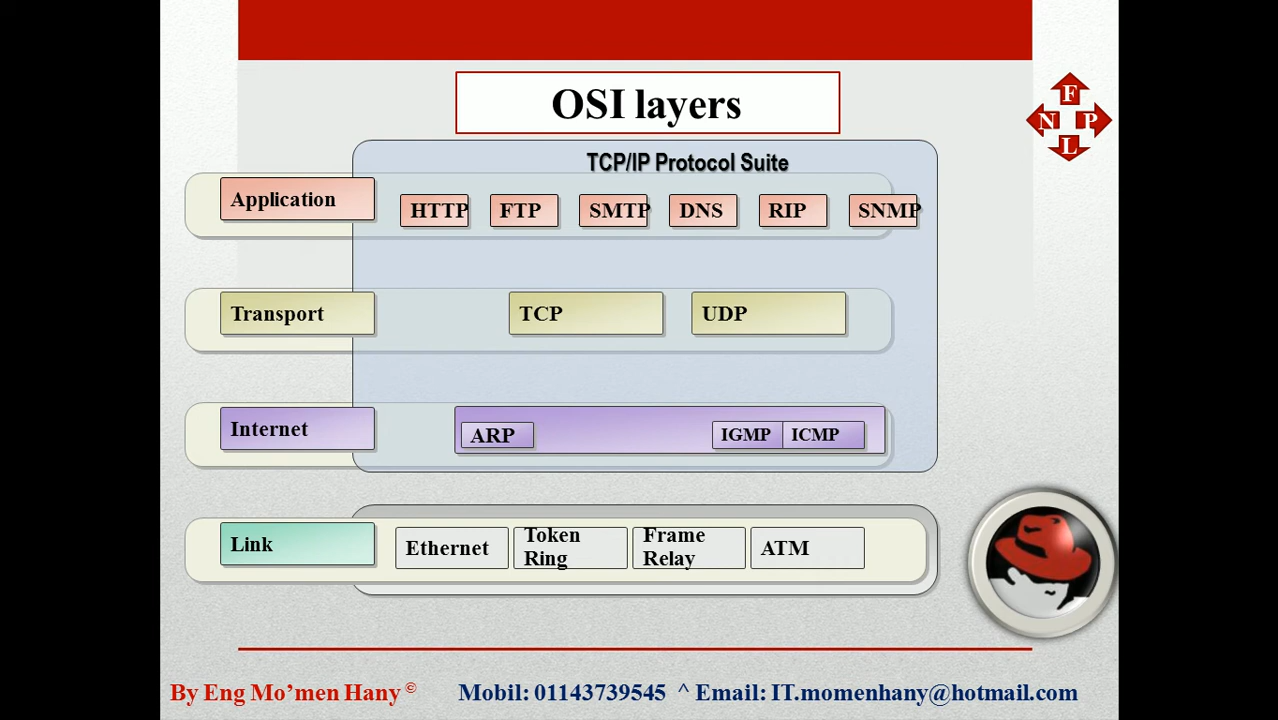 OSI layers
F
N P
L
TCP/IP Protocol Suite
Application
HTTP FTP SMTP DNS RIP SNMP
Transport
TCP UDP
Internet
ARP IGMP ICMP
Link
Ethernet
Token
Ring
Frame
Relay
ATM
By Eng Mo’men Hany © Mobil: 01143739545 ^ Email: IT.momenhany@hotmail.com